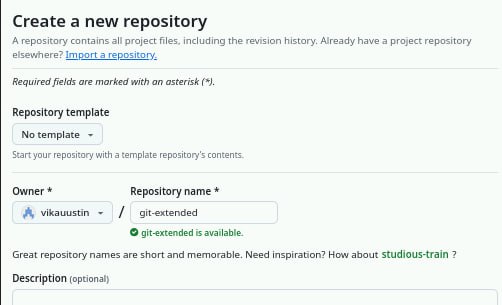 Create a new repository
A repository contains all project files, including the revision history. Already have a project repository
elsewhere? Import a repository.
Required fields are marked with an asterisk (*).
Repository template
No template
Start your repository with a template repository's contents.
Owner *
Repository name *
vikauustin
/
git-extended
git-extended is available.
Great repository names are short and memorable. Need inspiration? How about studious-train ?
Description (optional)